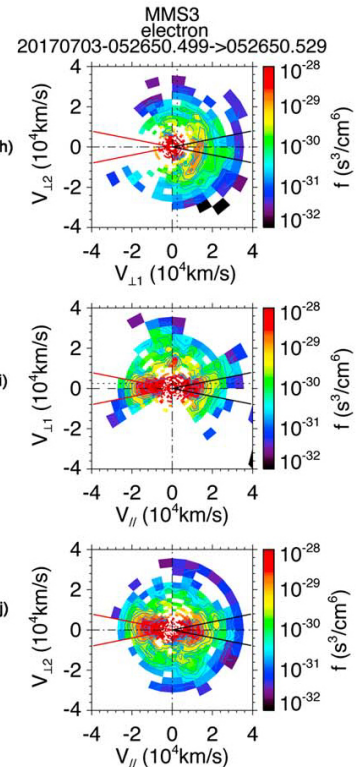 MMS3
electron
20170703-052650.499->052650.529
h)
V⊥2 (10⁴km/s)
4
2
0
-2
-4
-4 -2 0 2 4
V⊥1 (10⁴km/s)
10⁻²⁸
10⁻²⁹
10⁻³⁰
10⁻³¹
10⁻³²
f (s³/cm⁶)
i)
V⊥1 (10⁴km/s)
4
2
0
-2
-4
-4 -2 0 2 4
V// (10⁴km/s)
10⁻²⁸
10⁻²⁹
10⁻³⁰
10⁻³¹
10⁻³²
f (s³/cm⁶)
j)
V⊥2 (10⁴km/s)
4
2
0
-2
-4
-4 -2 0 2 4
V// (10⁴km/s)
10⁻²⁸
10⁻²⁹
10⁻³⁰
10⁻³¹
10⁻³²
f (s³/cm⁶)